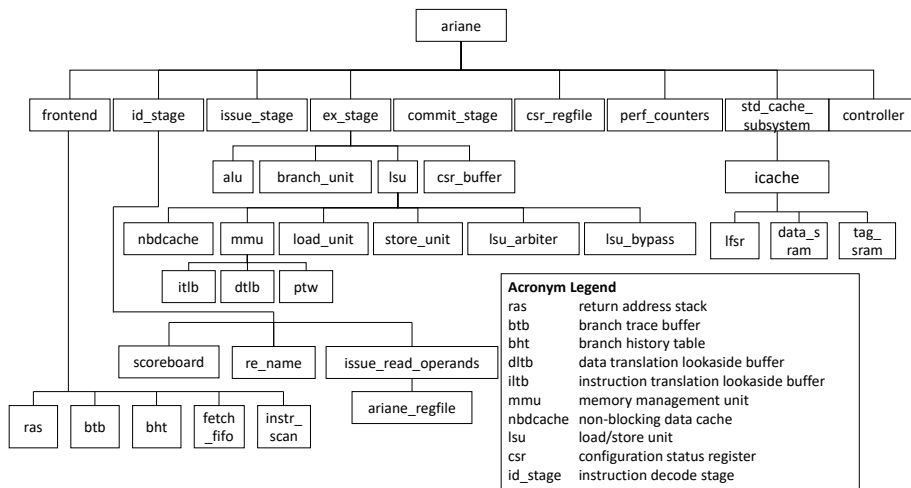 ariane
frontend
id_stage
issue_stage
ex_stage
commit_stage
csr_regfile
perf_counters
std_cache_
subsystem
controller
alu
branch_unit
lsu
csr_buffer
icache
nbdcache
mmu
load_unit
store_unit
lsu_arbiter
lsu_bypass
lfsr
data_s
ram
tag_
sram
itlb
dtlb
ptw
scoreboard
re_name
issue_read_operands
ariane_regfile
ras
btb
bht
fetch
_fifo
instr_
scan
Acronym Legend
ras return address stack
btb branch trace buffer
bht branch history table
dltb data translation lookaside buffer
iltb instruction translation lookaside buffer
mmu memory management unit
nbdcache non-blocking data cache
lsu load/store unit
csr configuration status register
id_stage instruction decode stage